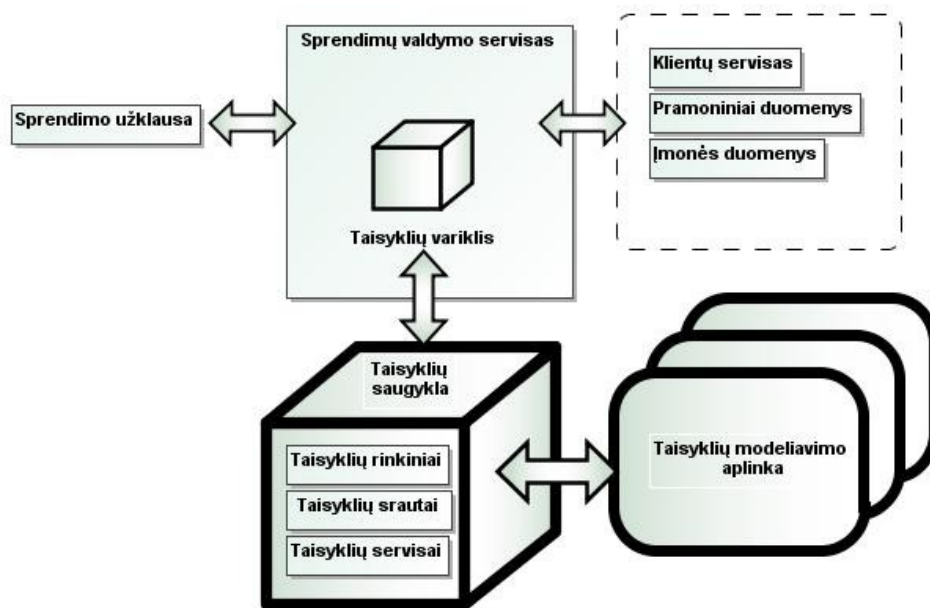 Sprendimų valdymo servisas
Sprendimo užklausa
Klientų servisas
Pramoniniai duomenys
Įmonės duomenys
Taisyklių variklis
Taisyklių
saugykla
Taisyklių rinkiniai
Taisyklių srautai
Taisyklių servisai
Taisyklių modeliavimo
aplinka